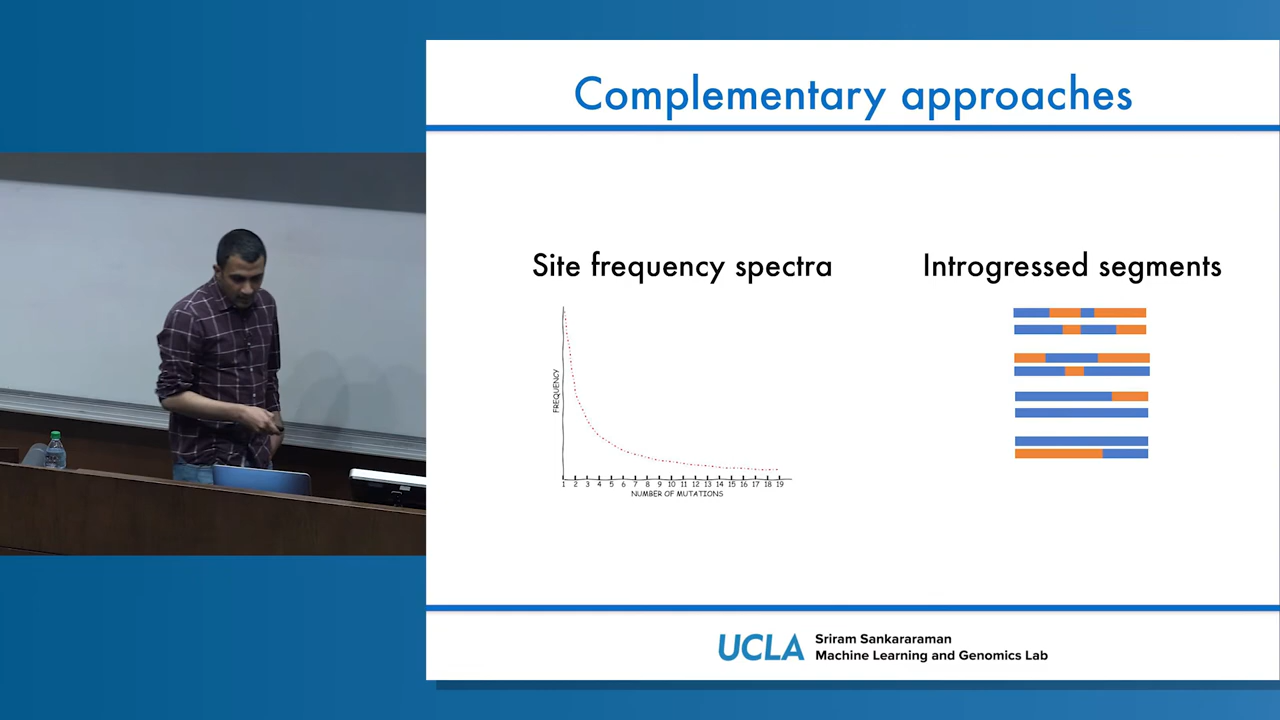 Complementary approaches
Site frequency spectra
Introgressed segments
FREQUENCY
1 2 3 4 5 6 7 8 9 10 11 12 13 14 15 16 17 18 19
NUMBER OF MUTATIONS
UCLA
Sriram Sankararaman
Machine Learning and Genomics Lab